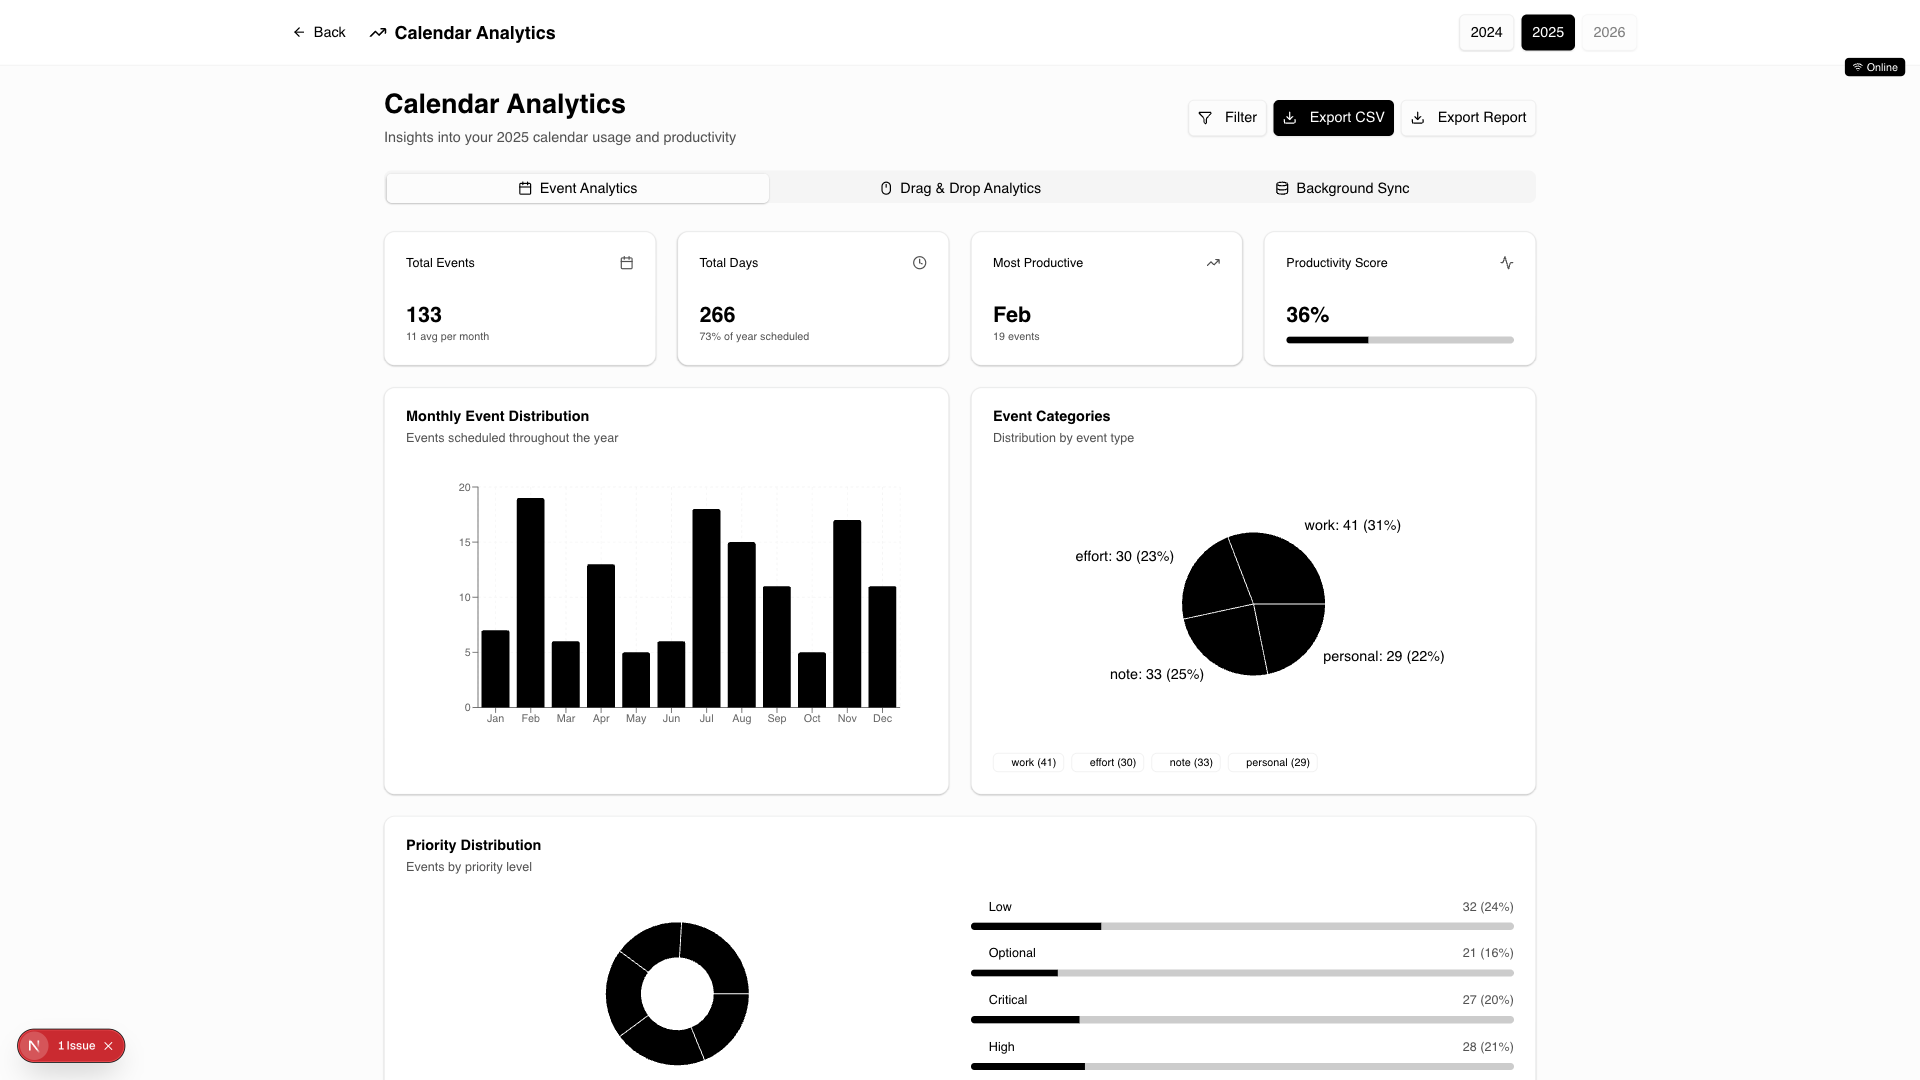 Back
Calendar Analytics
2024
2025
2026
Online
Calendar Analytics
Insights into your 2025 calendar usage and productivity
Filter
Export CSV
Export Report
Event Analytics
Drag & Drop Analytics
Background Sync
Total Events
133
11 avg per month
Total Days
266
73% of year scheduled
Most Productive
Feb
19 events
Productivity Score
36%
Monthly Event Distribution
Events scheduled throughout the year
20
15
10
5
0
Jan Feb Mar Apr May Jun Jul Aug Sep Oct Nov Dec
Event Categories
Distribution by event type
work: 41 (31%)
effort: 30 (23%)
personal: 29 (22%)
note: 33 (25%)
work (41)
effort (30)
note (33)
personal (29)
Priority Distribution
Events by priority level
Low 32 (24%)
Optional 21 (16%)
Critical 27 (20%)
High 28 (21%)
N 1 Issue